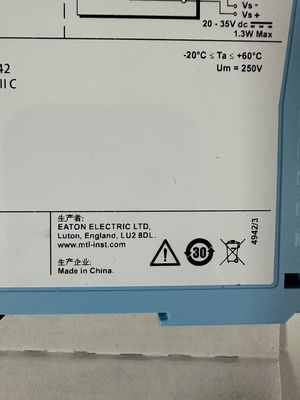 Vs -
Vs +
20 - 35V dc
1.3W Max
-20°C ≤ Ta ≤ +60°C
42
Um = 250V
II C
生产者:
EATON ELECTRIC LTD,
Luton, England, LU2 8DL.
www.mtl-inst.com
生产企业:
Made in China.
30
4942/3